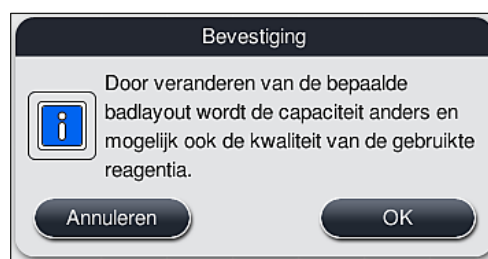 Bevestiging
Door veranderen van de bepaalde
badlayout wordt de capaciteit anders en
mogelijk ook de kwaliteit van de gebruikte
reagentia.
Annuleren OK